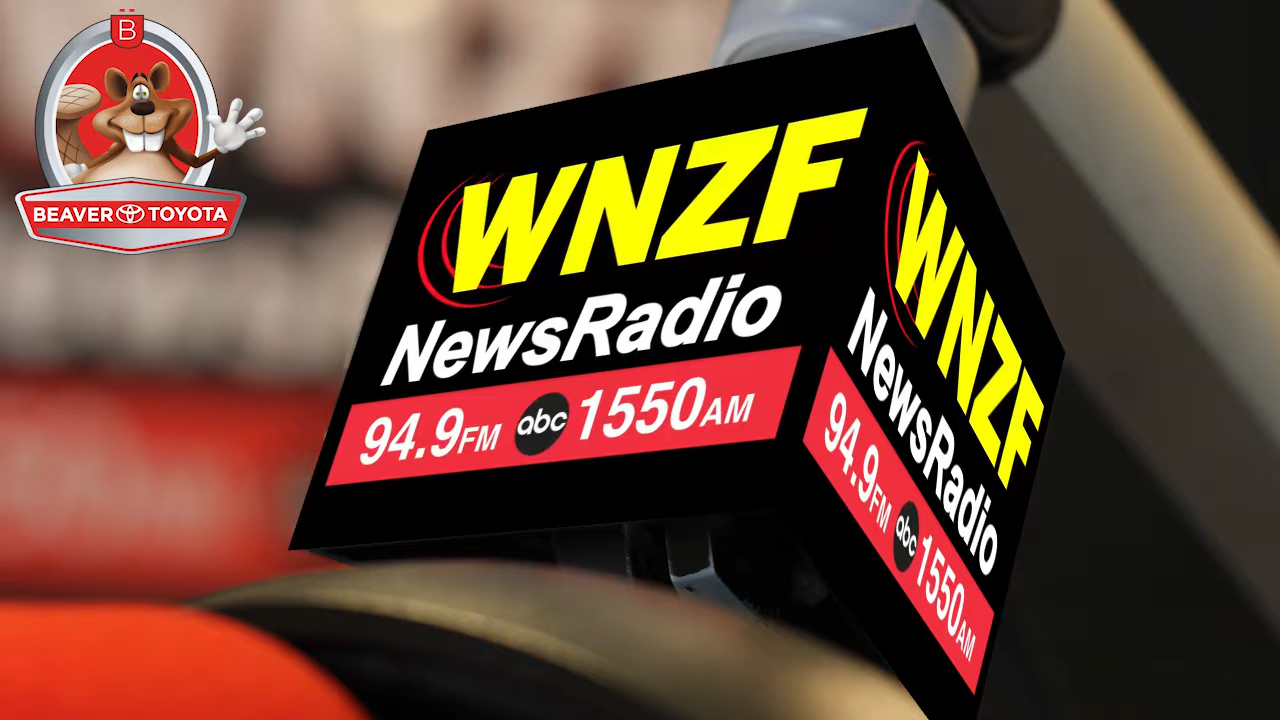 B
BEAVER TOYOTA
WNZF
NewsRadio
94.9FM abc 1550AM
WNZF
NewsRadio
94.9FM abc 1550AM